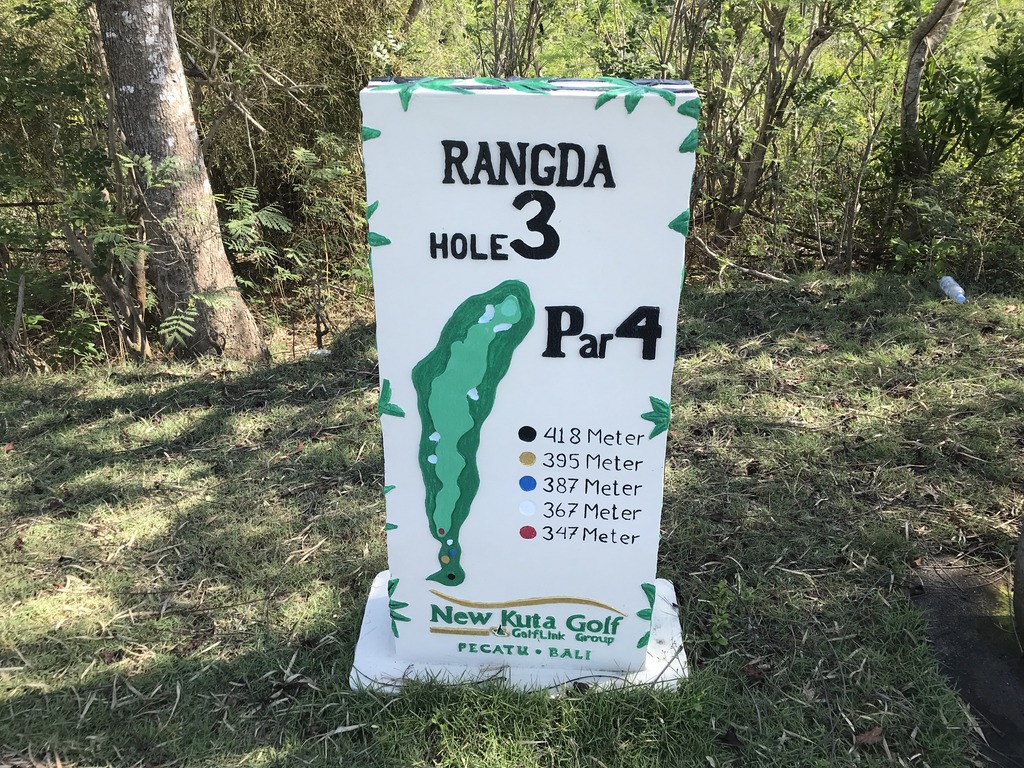 RANGDA
HOLE 3
Par 4
418 Meter
395 Meter
387 Meter
367 Meter
347 Meter
New Kuta Golf
GolfLink Group
PECATU • BALI